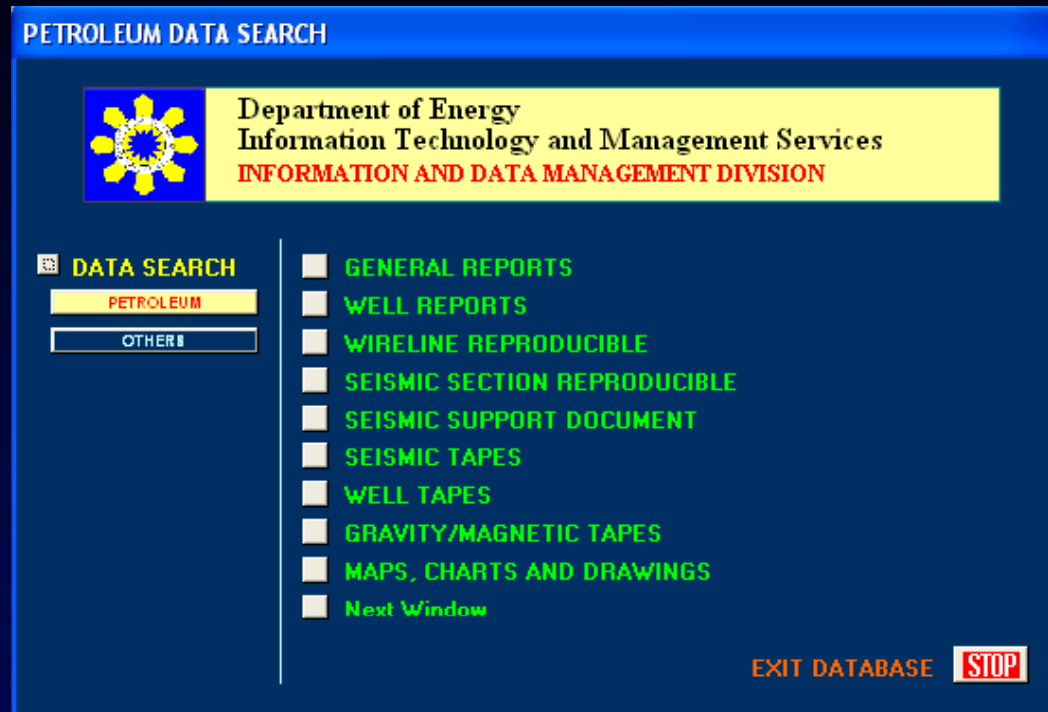 PETROLEUM DATA SEARCH
Department of Energy
Information Technology and Management Services
INFORMATION AND DATA MANAGEMENT DIVISION
DATA SEARCH
PETROLEUM
OTHERS
GENERAL REPORTS
WELL REPORTS
WIRELINE REPRODUCIBLE
SEISMIC SECTION REPRODUCIBLE
SEISMIC SUPPORT DOCUMENT
SEISMIC TAPES
WELL TAPES
GRAVITY/MAGNETIC TAPES
MAPS, CHARTS AND DRAWINGS
Next Window
EXIT DATABASE STOP